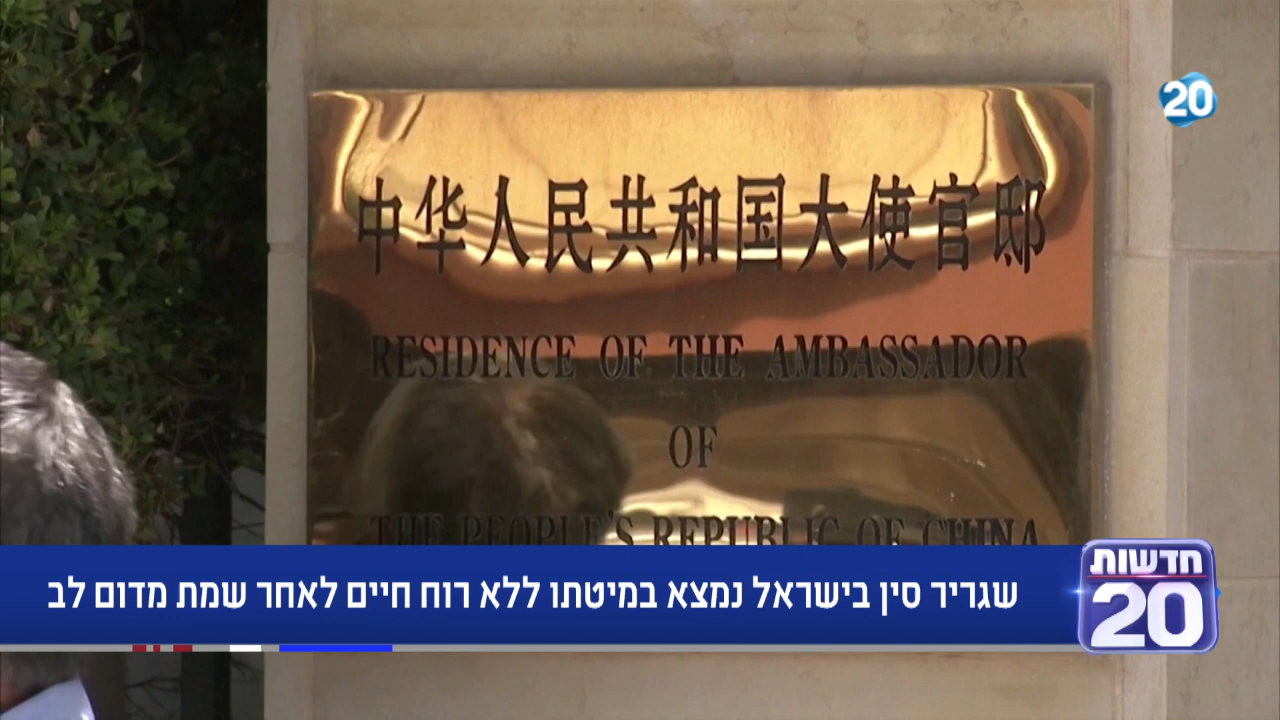 20
中华人民共和国大使官邸
RESIDENCE OF THE AMBASSADOR
OF
THE PEOPLE'S REPUBLIC OF CHINA
שגריר סין בישראל נמצא במיטתו ללא רוח חיים לאחר שמת מדום לב
חדשות
20